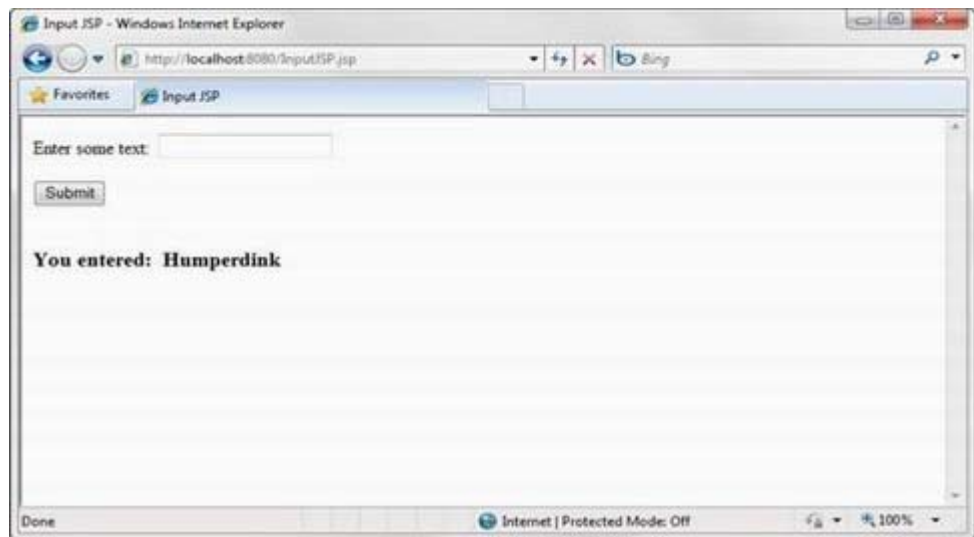 Input JSP - Windows Internet Explorer
http://localhost:8080/InputJSP.jsp
Bing
Favorites
Input JSP
Enter some text:
Submit
You entered: Humperdink
Done
Internet | Protected Mode: Off
100%